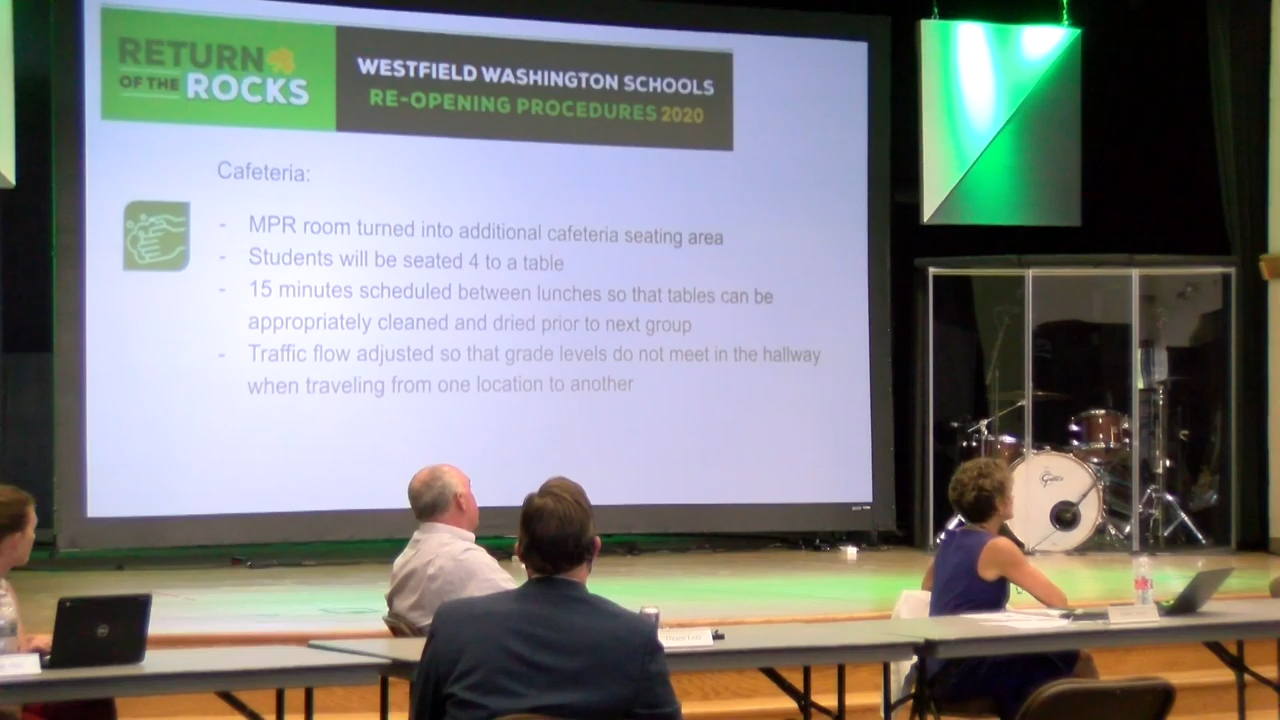 RETURN
OF THE ROCKS
WESTFIELD WASHINGTON SCHOOLS
RE-OPENING PROCEDURES 2020
Cafeteria:
- MPR room turned into additional cafeteria seating area
- Students will be seated 4 to a table
- 15 minutes scheduled between lunches so that tables can be
appropriately cleaned and dried prior to next group
- Traffic flow adjusted so that grade levels do not meet in the hallway
when traveling from one location to another
Gretsch
DELL